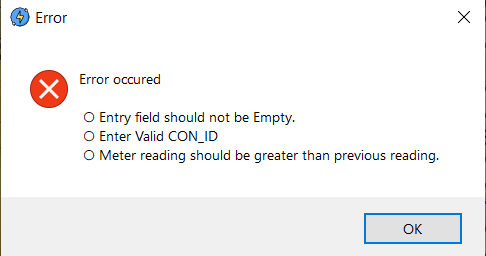 Error
Error occured
○ Entry field should not be Empty.
○ Enter Valid CON_ID
○ Meter reading should be greater than previous reading.
OK